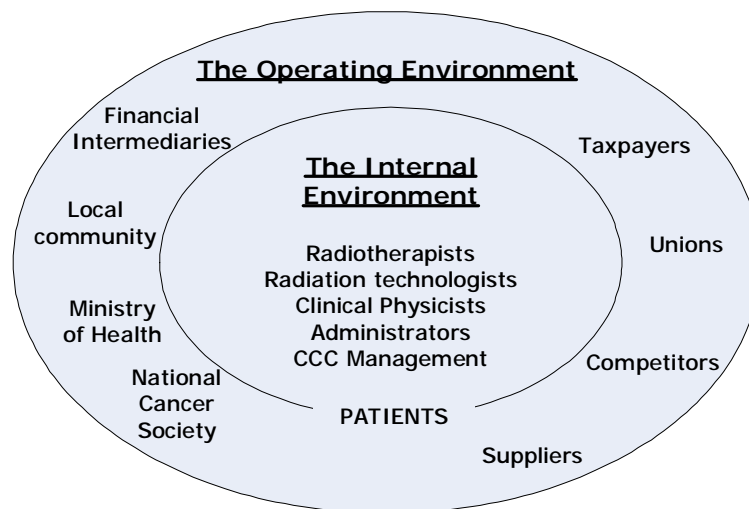 The Operating Environment
Financial
Intermediaries
Taxpayers
The Internal
Environment
Local
community
Unions
Radiotherapists
Radiation technologists
Clinical Physicists
Administrators
CCC Management
Ministry
of Health
Competitors
National
Cancer
Society
PATIENTS
Suppliers